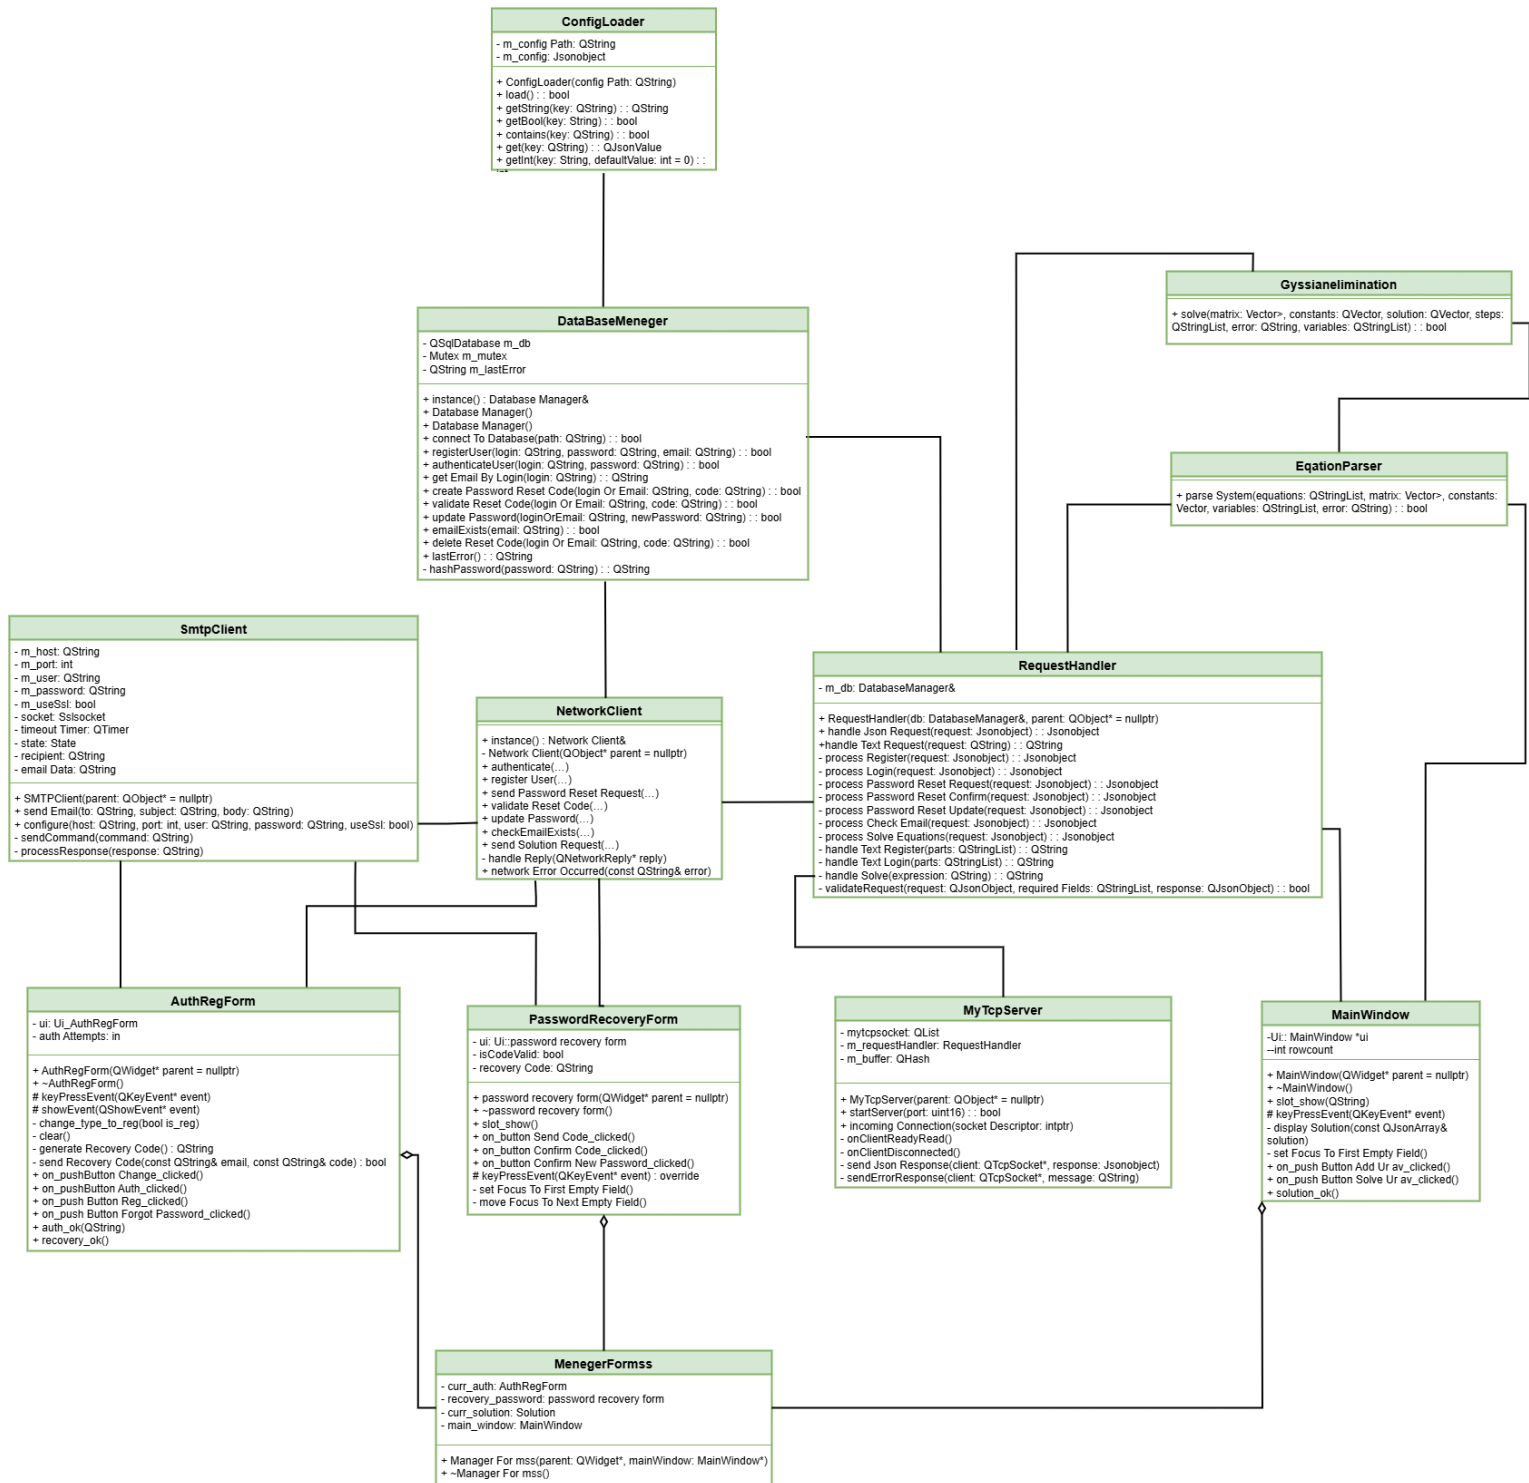 ConfigLoader
- m_config Path: QString
- m_config: Jsonobject
+ ConfigLoader(config Path: QString)
+ load() : : bool
+ getString(key: QString) : : QString
+ getBool(key: String) : : bool
+ contains(key: QString) : : bool
+ get(key: QString) : : QJsonValue
+ getInt(key: String, defaultValue: int = 0) : :
Gyssianelimination
+ solve(matrix: Vector>, constants: QVector, solution: QVector, steps:
QStringList, error: QString, variables: QStringList) : : bool
DataBaseMeneger
- QSqlDatabase m_db
- Mutex m_mutex
- QString m_lastError
+ instance() : Database Manager&
+ Database Manager()
+ Database Manager()
+ connect To Database(path: QString) : : bool
+ registerUser(login: QString, password: QString, email: QString) : : bool
+ authenticateUser(login: QString, password: QString) : : bool
+ get Email By Login(login: QString) : : QString
+ create Password Reset Code(login Or Email: QString, code: QString) : : bool
+ validate Reset Code(login Or Email: QString, code: QString) : : bool
+ update Password(loginOrEmail: QString, newPassword: QString) : : bool
+ emailExists(email: QString) : : bool
+ delete Reset Code(login Or Email: QString, code: QString) : : bool
+ lastError() : : QString
- hashPassword(password: QString) : : QString
EqationParser
+ parse System(equations: QStringList, matrix: Vector>, constants:
Vector, variables: QStringList, error: QString) : : bool
SmtpClient
- m_host: QString
- m_port: int
- m_user: QString
- m_password: QString
- m_useSsl: bool
- socket: Sslsocket
- timeout Timer: QTimer
- state: State
- recipient: QString
- email Data: QString
+ SMTPClient(parent: QObject* = nullptr)
+ send Email(to: QString, subject: QString, body: QString)
+ configure(host: QString, port: int, user: QString, password: QString, useSsl: bool)
- sendCommand(command: QString)
- processResponse(response: QString)
NetworkClient
+ instance() : Network Client&
- Network Client(QObject* parent = nullptr)
+ authenticate(...)
+ register User(...)
+ send Password Reset Request(...)
+ validate Reset Code(...)
+ update Password(...)
+ checkEmailExists(...)
+ send Solution Request(...)
- handle Reply(QNetworkReply* reply)
+ network Error Occurred(const QString& error)
RequestHandler
- m_db: DatabaseManager&
+ RequestHandler(db: DatabaseManager&, parent: QObject* = nullptr)
+ handle Json Request(request: Jsonobject) : : Jsonobject
+handle Text Request(request: QString) : : QString
- process Register(request: Jsonobject) : : Jsonobject
- process Login(request: Jsonobject) : : Jsonobject
- process Password Reset Request(request: Jsonobject) : : Jsonobject
- process Password Reset Confirm(request: Jsonobject) : : Jsonobject
- process Password Reset Update(request: Jsonobject) : : Jsonobject
- process Check Email(request: Jsonobject) : : Jsonobject
- process Solve Equations(request: Jsonobject) : : Jsonobject
- handle Text Register(parts: QStringList) : : QString
- handle Text Login(parts: QStringList) : : QString
- handle Solve(expression: QString) : : QString
- validateRequest(request: QJsonObject, required Fields: QStringList, response: QJsonObject) : : bool
AuthRegForm
- ui: Ui_AuthRegForm
- auth Attempts: in
+ AuthRegForm(QWidget* parent = nullptr)
+ ~AuthRegForm()
# keyPressEvent(QKeyEvent* event)
# showEvent(QShowEvent* event)
- change_type_to_reg(bool is_reg)
- clear()
- generate Recovery Code() : QString
- send Recovery Code(const QString& email, const QString& code) : bool
+ on_pushButton Change_clicked()
+ on_pushButton Auth_clicked()
+ on_push Button Reg_clicked()
+ on_push Button Forgot Password_clicked()
+ auth_ok(QString)
+ recovery_ok()
PasswordRecoveryForm
- ui: Ui::password recovery form
- isCodeValid: bool
- recovery Code: QString
+ password recovery form(QWidget* parent = nullptr)
+ ~password recovery form()
+ slot_show()
+ on_button Send Code_clicked()
+ on_button Confirm Code_clicked()
+ on_button Confirm New Password_clicked()
# keyPressEvent(QKeyEvent* event) : override
- set Focus To First Empty Field()
- move Focus To Next Empty Field()
MyTcpServer
- mytcpsocket: QList
- m_requestHandler: RequestHandler
- m_buffer: QHash
+ MyTcpServer(parent: QObject* = nullptr)
+ startServer(port: uint16) : : bool
+ incoming Connection(socket Descriptor: intptr)
- onClientReadyRead()
- onClientDisconnected()
- send Json Response(client: QTcpSocket*, response: Jsonobject)
- sendErrorResponse(client: QTcpSocket*, message: QString)
MainWindow
-Ui:: MainWindow *ui
--int rowcount
+ MainWindow(QWidget* parent = nullptr)
+ ~MainWindow()
+ slot_show(QString)
# keyPressEvent(QKeyEvent* event)
- display Solution(const QJsonArray&
solution)
- set Focus To First Empty Field()
+ on_push Button Add Ur av_clicked()
+ on_push Button Solve Ur av_clicked()
+ solution_ok()
MenegerFormss
- curr_auth: AuthRegForm
- recovery_password: password recovery form
- curr_solution: Solution
- main_window: MainWindow
+ Manager For mss(parent: QWidget*, mainWindow: MainWindow*)
+ ~Manager For mss()